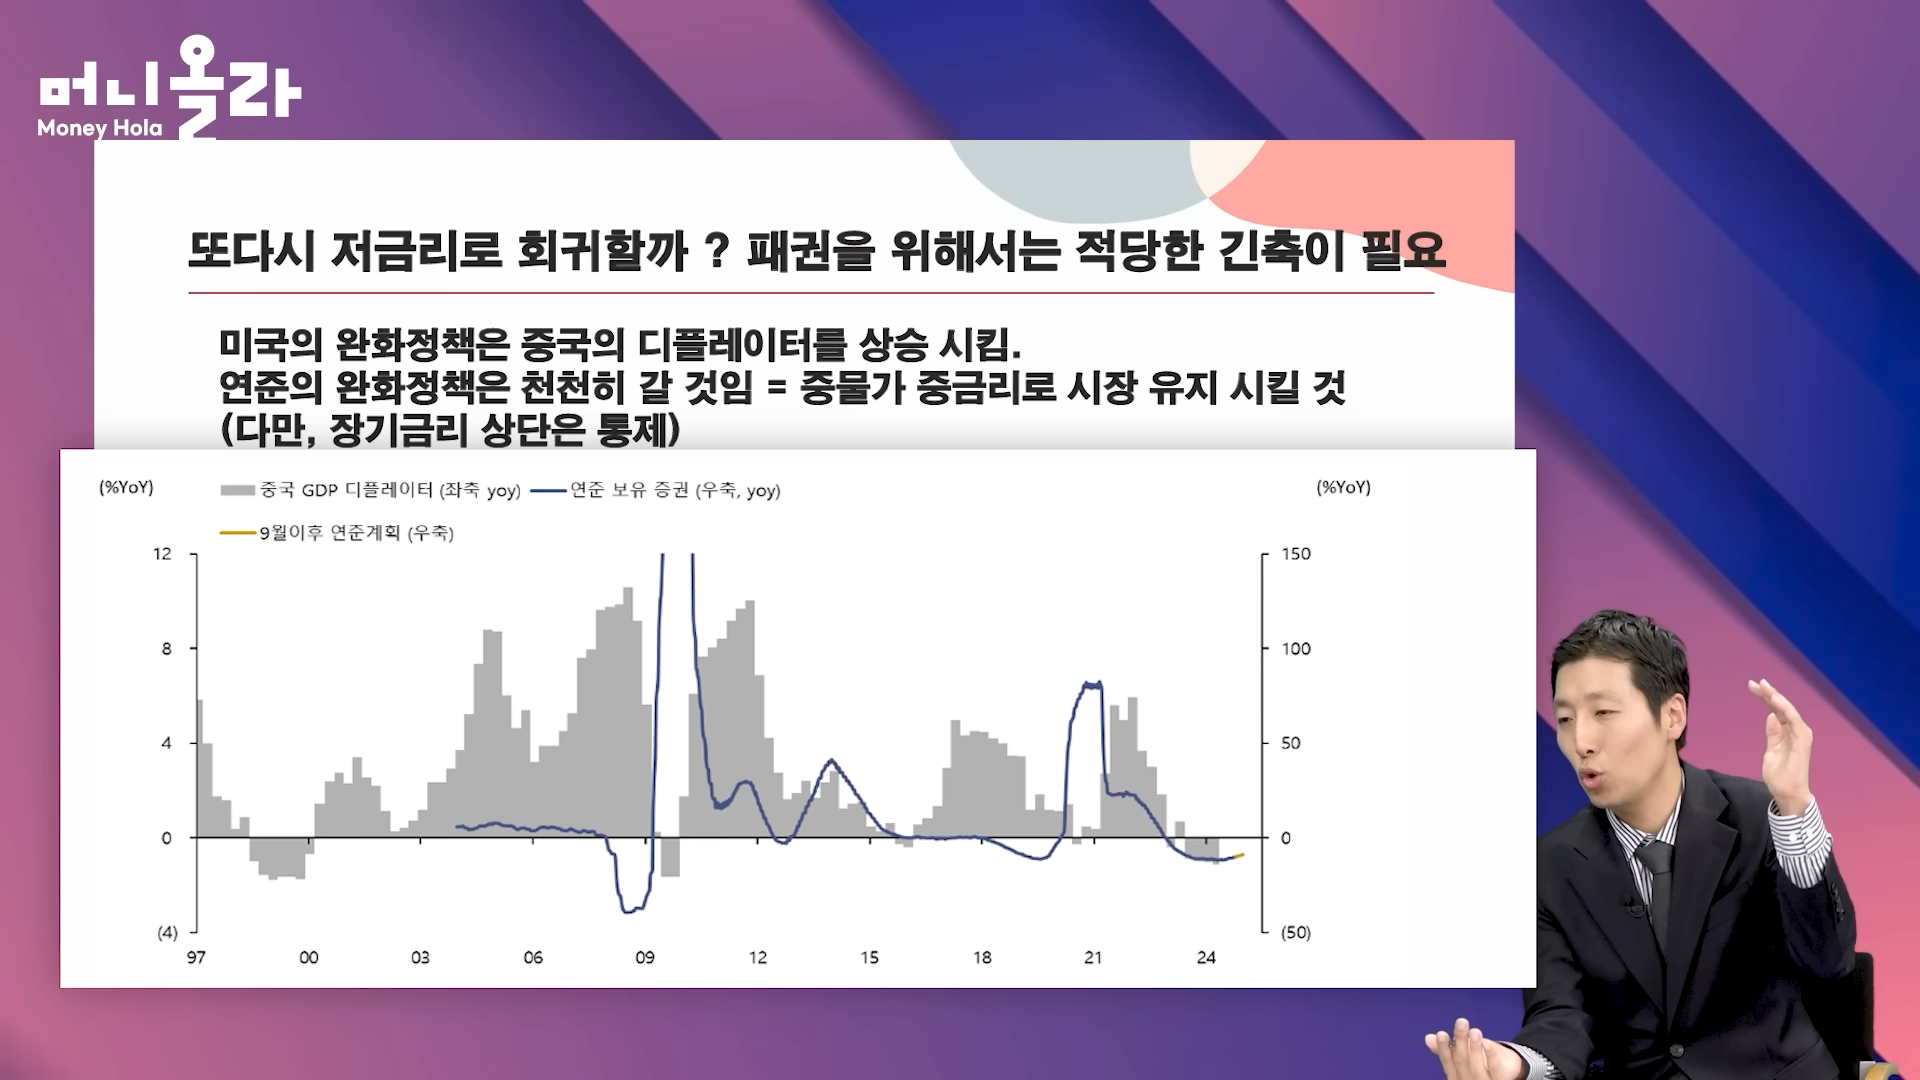 머니올라
Money Hola
또다시 저금리로 회귀할까 ? 패권을 위해서는 적당한 긴축이 필요
미국의 완화정책은 중국의 디플레이터를 상승 시킴.
연준의 완화정책은 천천히 갈 것임 = 중물가 중금리로 시장 유지 시킬 것
(다만, 장기금리 상단은 통제)
(%YoY)
중국 GDP 디플레이터 (좌축 yoy)
연준 보유 증권 (우축, yoy)
(%YoY)
9월이후 연준계획 (우축)
12
8
4
0
(4)
150
100
50
0
(50)
97 00 03 06 09 12 15 18 21 24